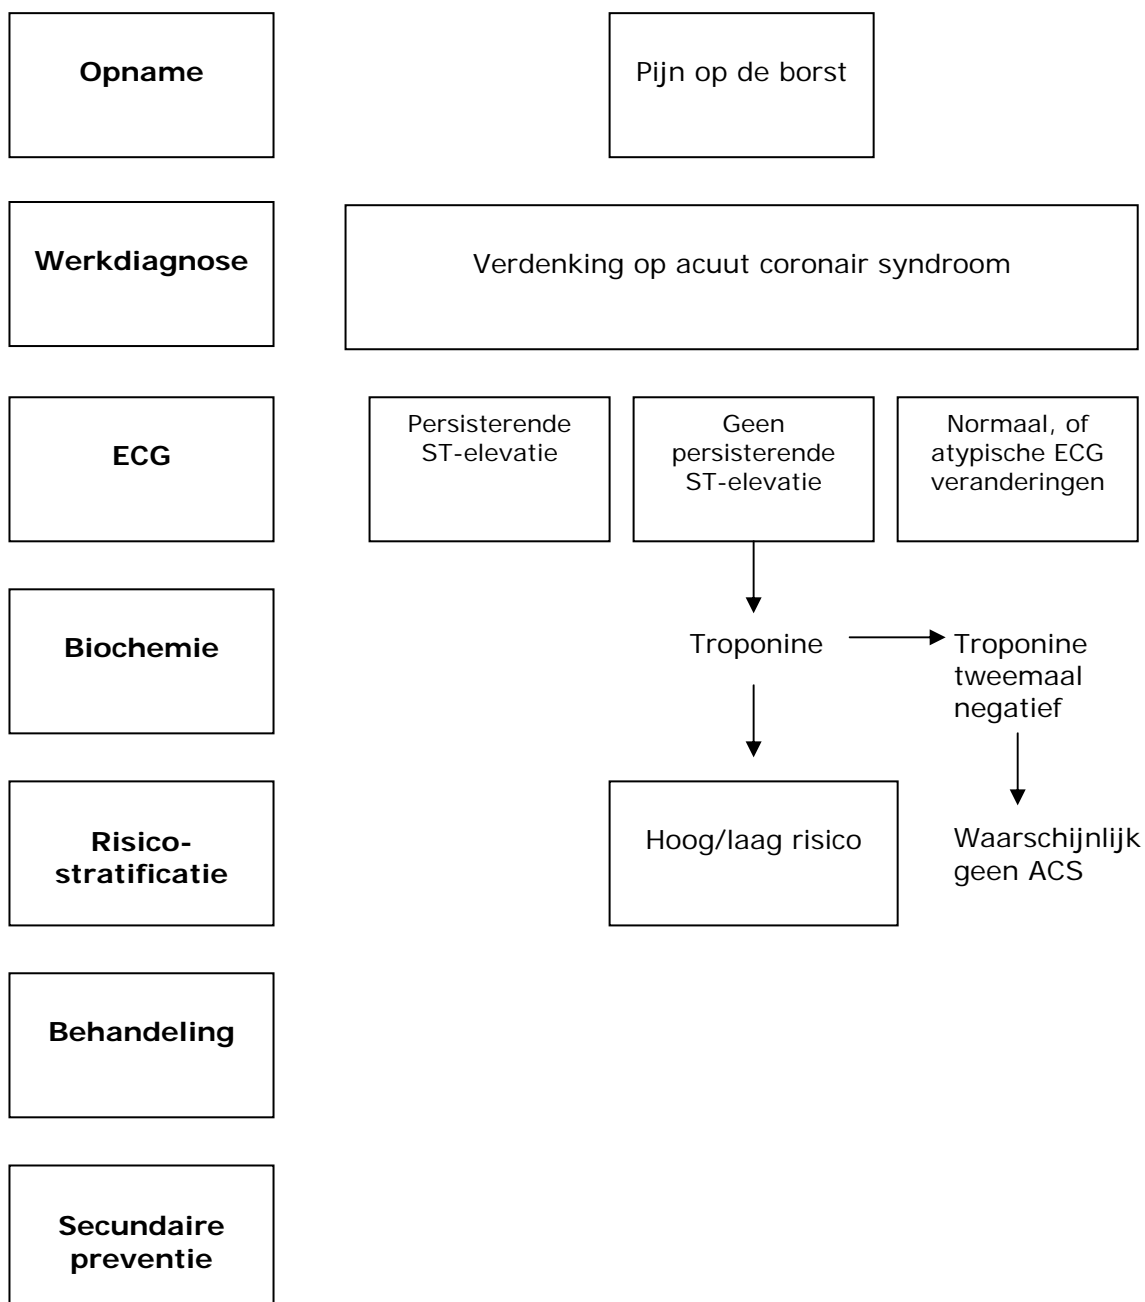 Opname
Pijn op de borst
Werkdiagnose
Verdenking op acuut coronair syndroom
ECG
Persisterende
ST-elevatie
Geen
persisterende
ST-elevatie
Normaal, of
atypische ECG
veranderingen
Biochemie
Troponine
Troponine
tweemaal
negatief
Risico-
stratificatie
Hoog/laag risico
Waarschijnlijk
geen ACS
Behandeling
Secundaire
preventie